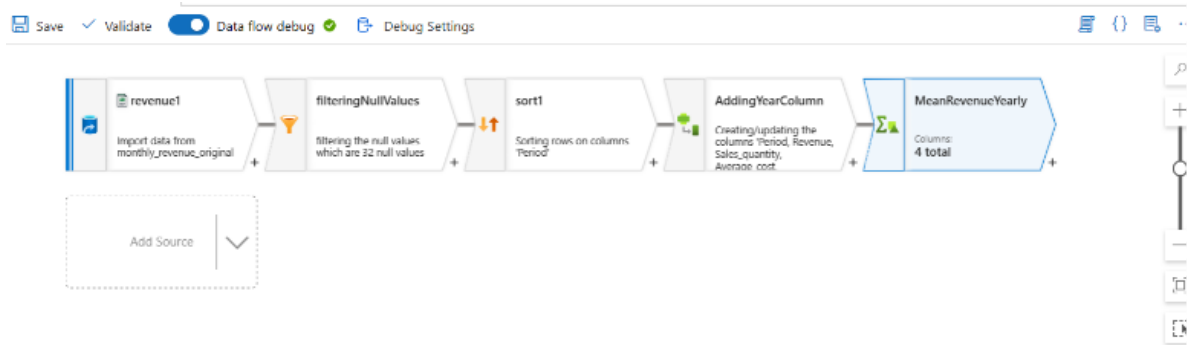 Save Validate Data flow debug Debug Settings
revenue1
Import data from
monthly_revenue_original
+
filteringNullValues
filtering the null values
which are 32 null values
+
sort1
Sorting rows on columns
'Period'
+
AddingYearColumn
Creating/updating the
columns 'Period, Revenue,
Sales_quantity,
Average_cost,
+
MeanRevenueYearly
Columns:
4 total
+
Add Source